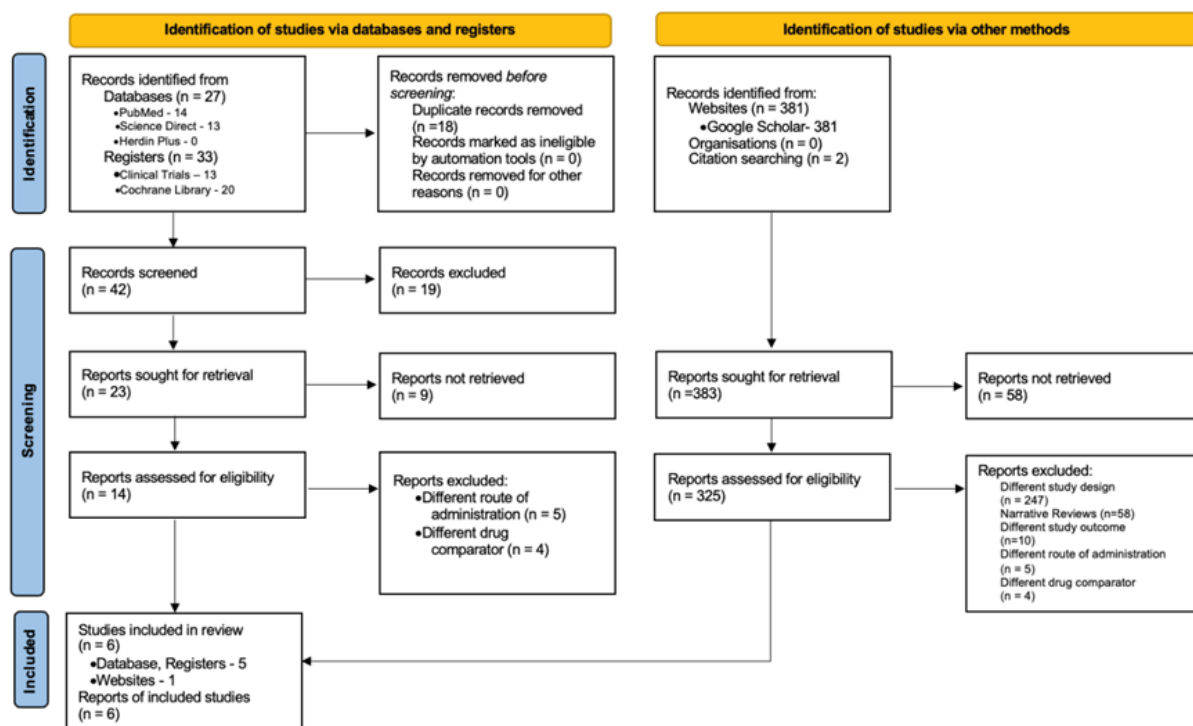 Identification of studies via databases and registers
Identification of studies via other methods
Identification
Records identified from
Databases (n = 27)
•PubMed - 14
•Science Direct - 13
•Herdin Plus - 0
Registers (n = 33)
•Clinical Trials – 13
•Cochrane Library - 20
Records removed before
screening:
Duplicate records removed
(n =18)
Records marked as ineligible
by automation tools (n = 0)
Records removed for other
reasons (n = 0)
Records identified from:
Websites (n = 381)
•Google Scholar- 381
Organisations (n = 0)
Citation searching (n = 2)
Screening
Records screened
(n = 42)
Records excluded
(n = 19)
Reports sought for retrieval
(n = 23)
Reports not retrieved
(n = 9)
Reports sought for retrieval
(n =383)
Reports not retrieved
(n = 58)
Reports assessed for eligibility
(n = 14)
Reports excluded:
•Different route of
administration (n = 5)
•Different drug
comparator (n = 4)
Reports assessed for eligibility
(n = 325)
Reports excluded:
Different study design
(n = 247)
Narrative Reviews (n=58)
Different study outcome
(n=10)
Different route of administration
(n = 5)
Different drug comparator
(n = 4)
Included
Studies included in review
(n = 6)
•Database, Registers - 5
•Websites - 1
Reports of included studies
(n = 6)